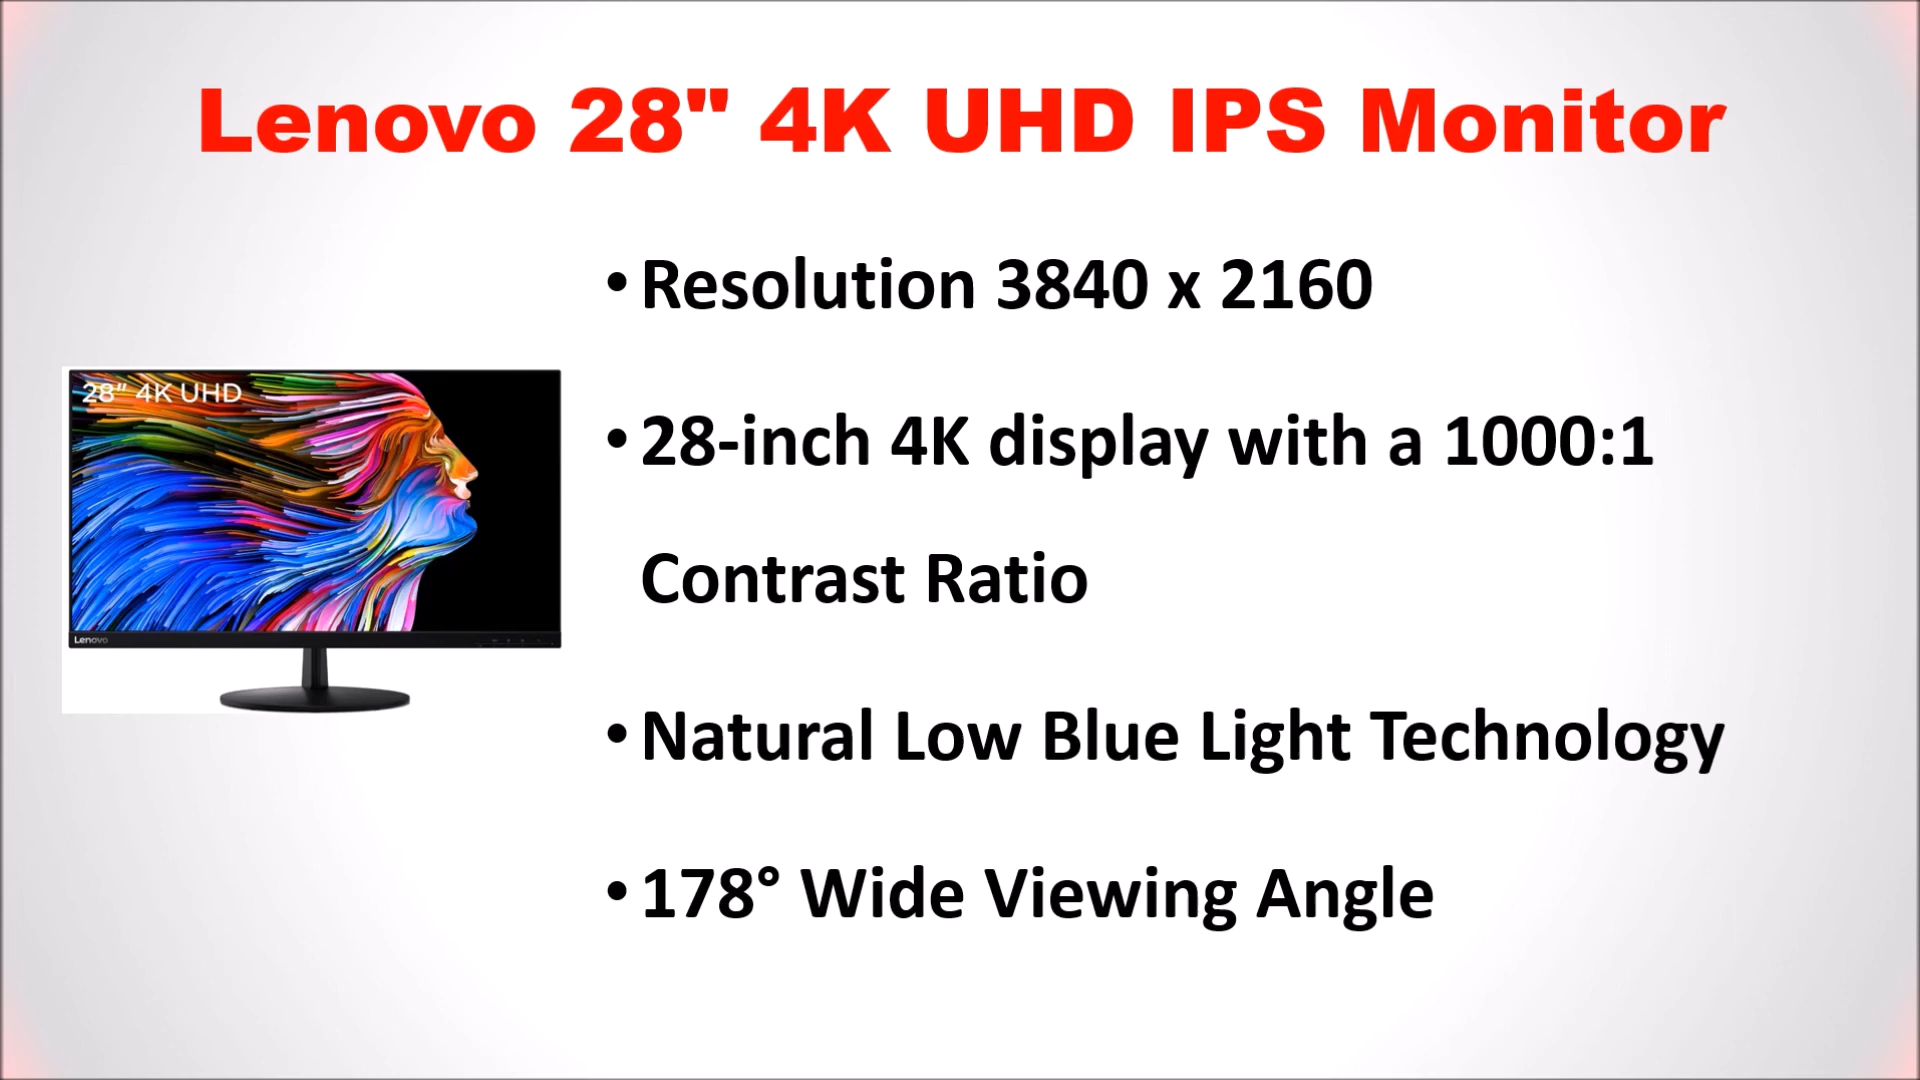 Lenovo 28" 4K UHD IPS Monitor
• Resolution 3840 x 2160
• 28-inch 4K display with a 1000:1
Contrast Ratio
• Natural Low Blue Light Technology
• 178° Wide Viewing Angle
28" 4K UHD
Lenovo